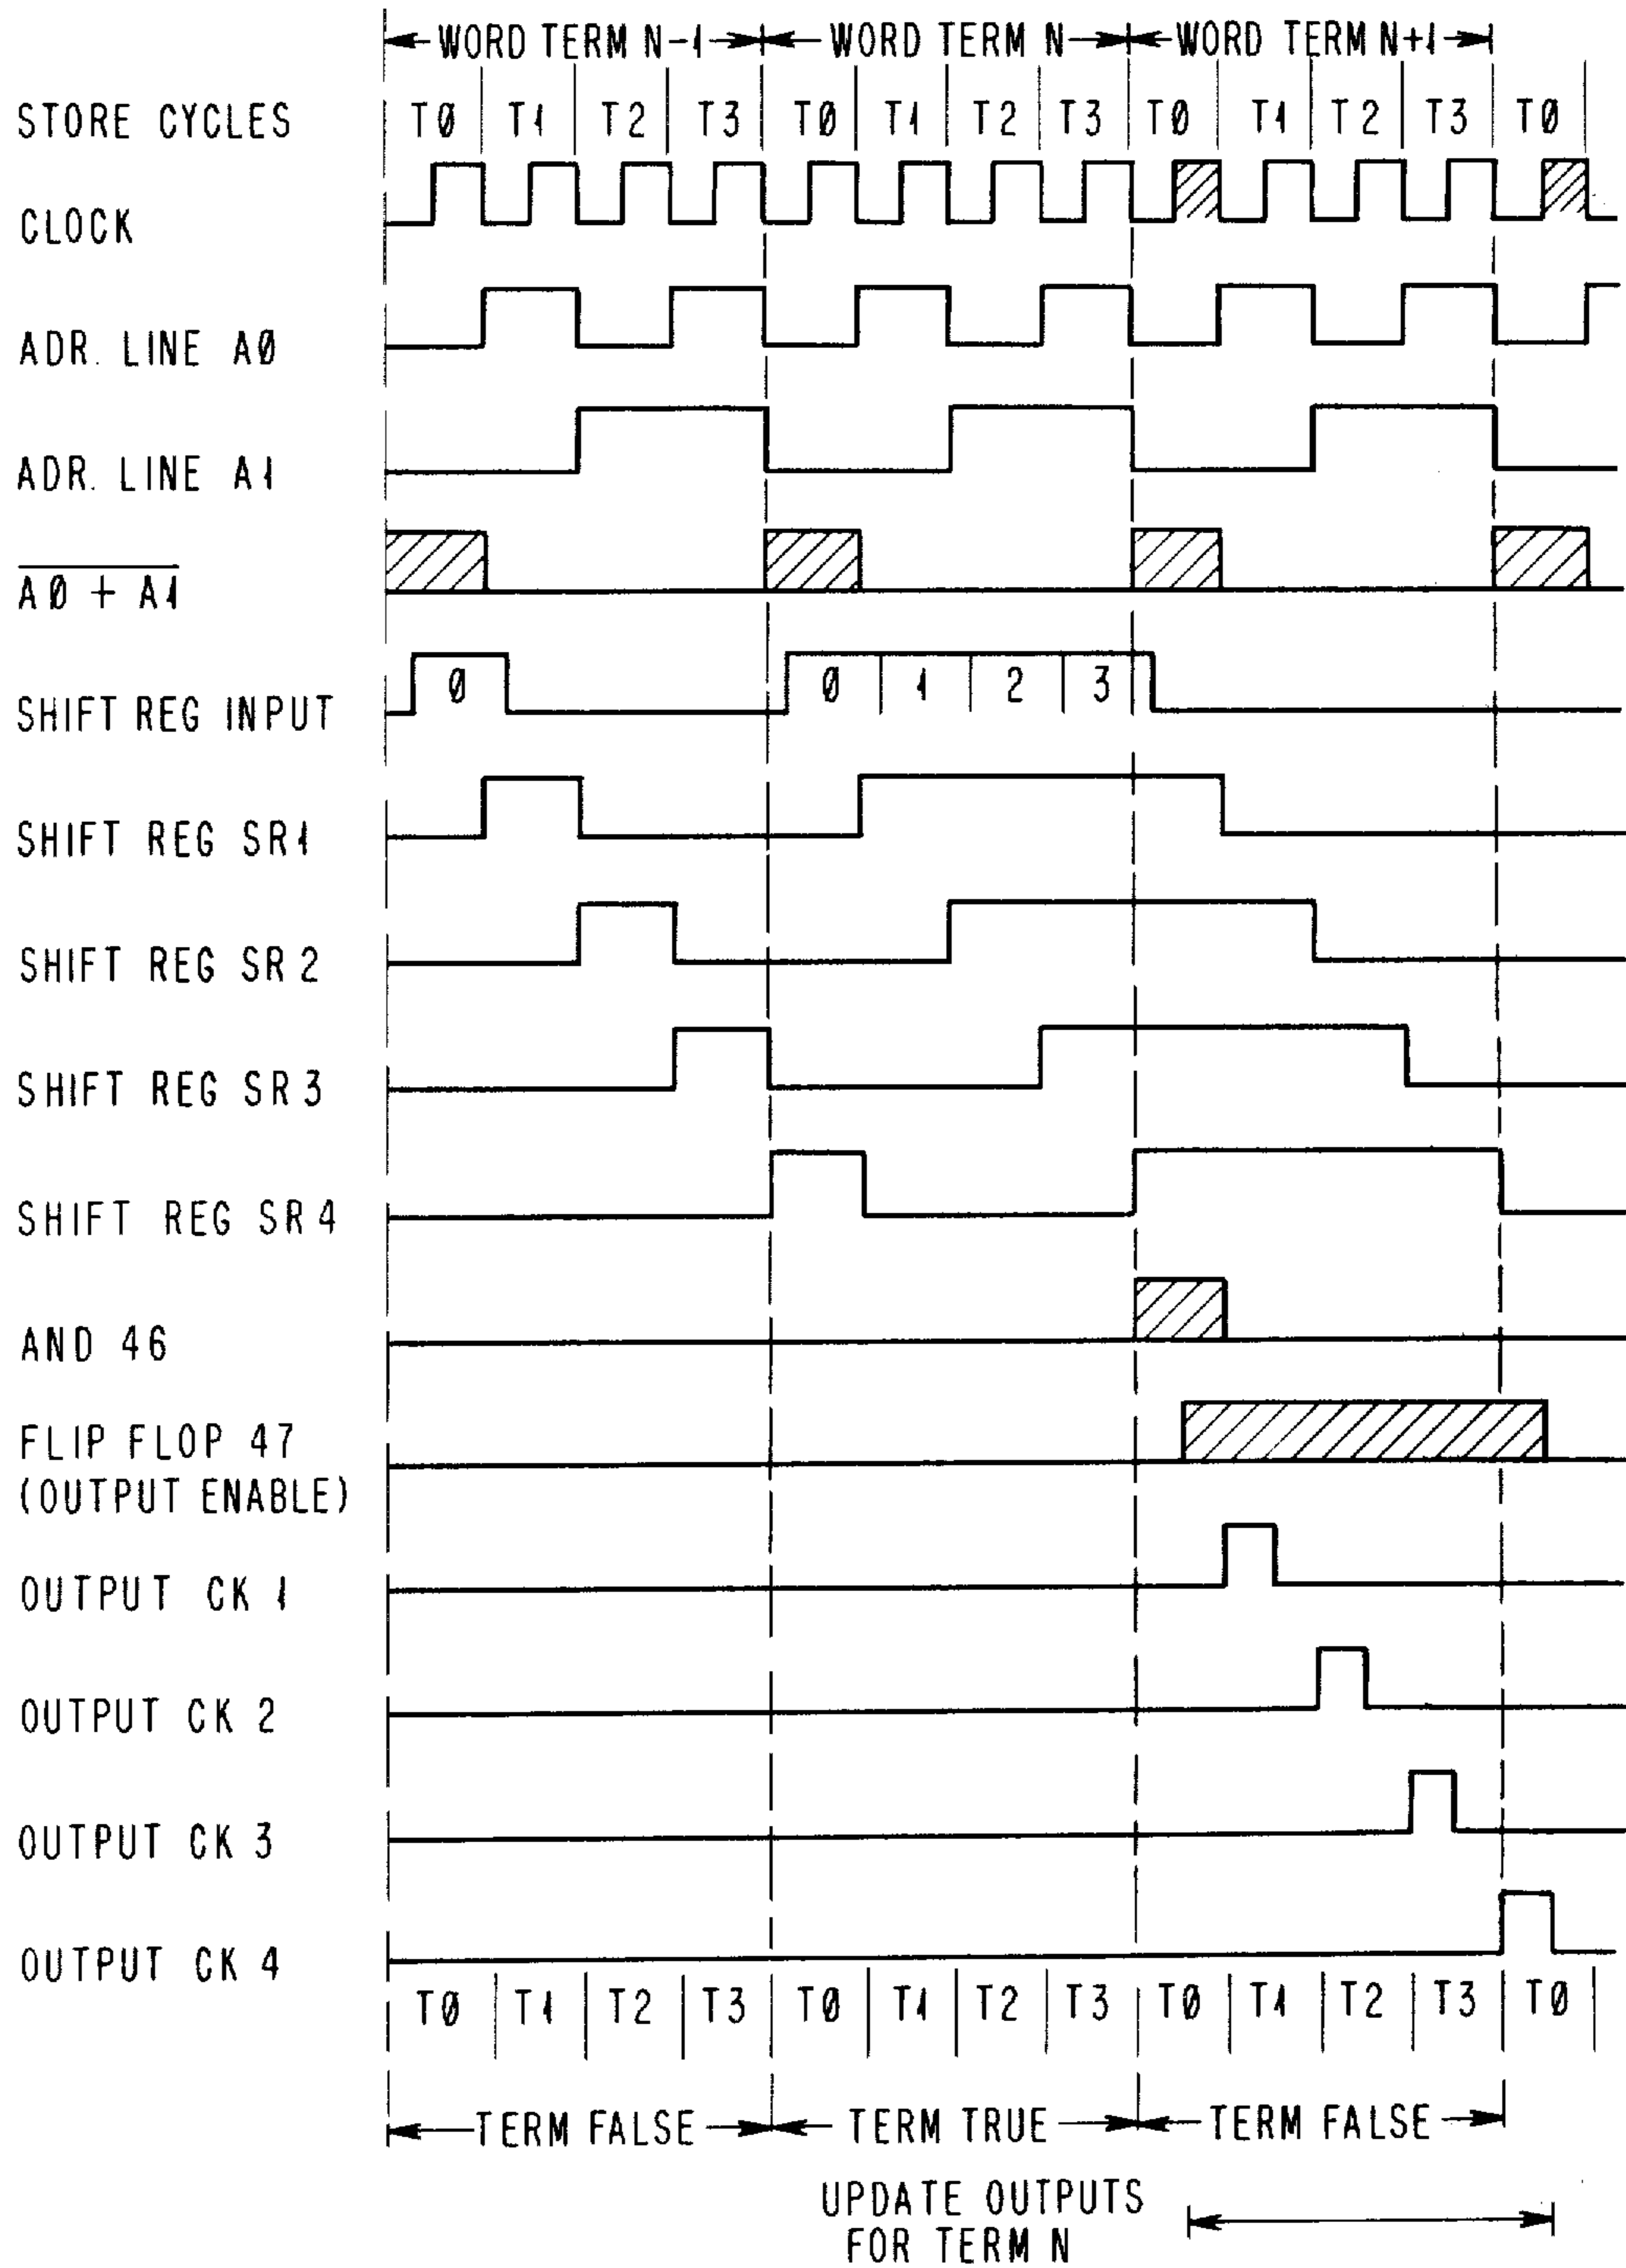 WORD TERM N-1 WORD TERM N WORD TERM N+1
STORE CYCLES TØ T1 T2 T3 TØ T1 T2 T3 TØ T1 T2 T3 TØ
CLOCK
ADR. LINE AØ
ADR. LINE A1
AØ + A1
SHIFT REG INPUT Ø Ø 1 2 3
SHIFT REG SR1
SHIFT REG SR2
SHIFT REG SR3
SHIFT REG SR4
AND 46
FLIP FLOP 47
(OUTPUT ENABLE)
OUTPUT CK 1
OUTPUT CK 2
OUTPUT CK 3
OUTPUT CK 4
TØ T1 T2 T3 TØ T1 T2 T3 TØ T1 T2 T3 TØ
TERM FALSE TERM TRUE TERM FALSE
UPDATE OUTPUTS
FOR TERM N